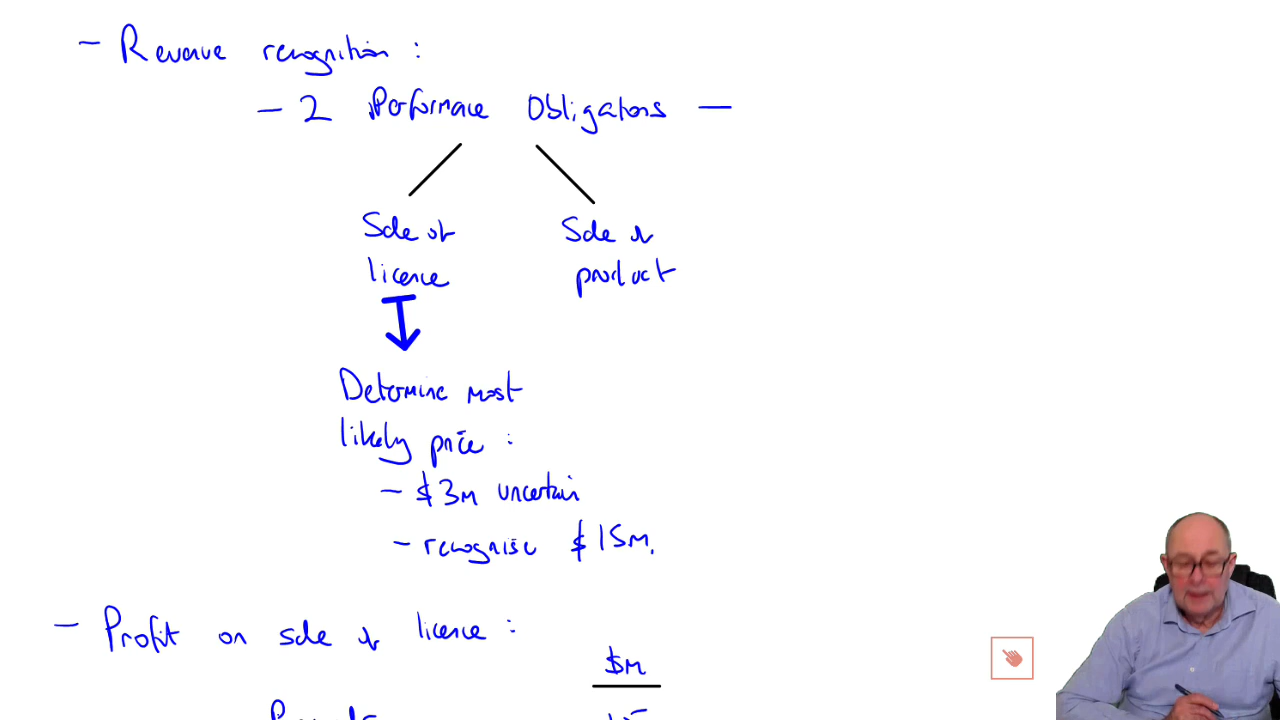 - Revenue recognition :
- 2 Performance Obligations -
Sale of licence
Sale of product
Determine most
likely price :
- $3m uncertain
- recognise $15m.
- Profit on sale of licence :
$m